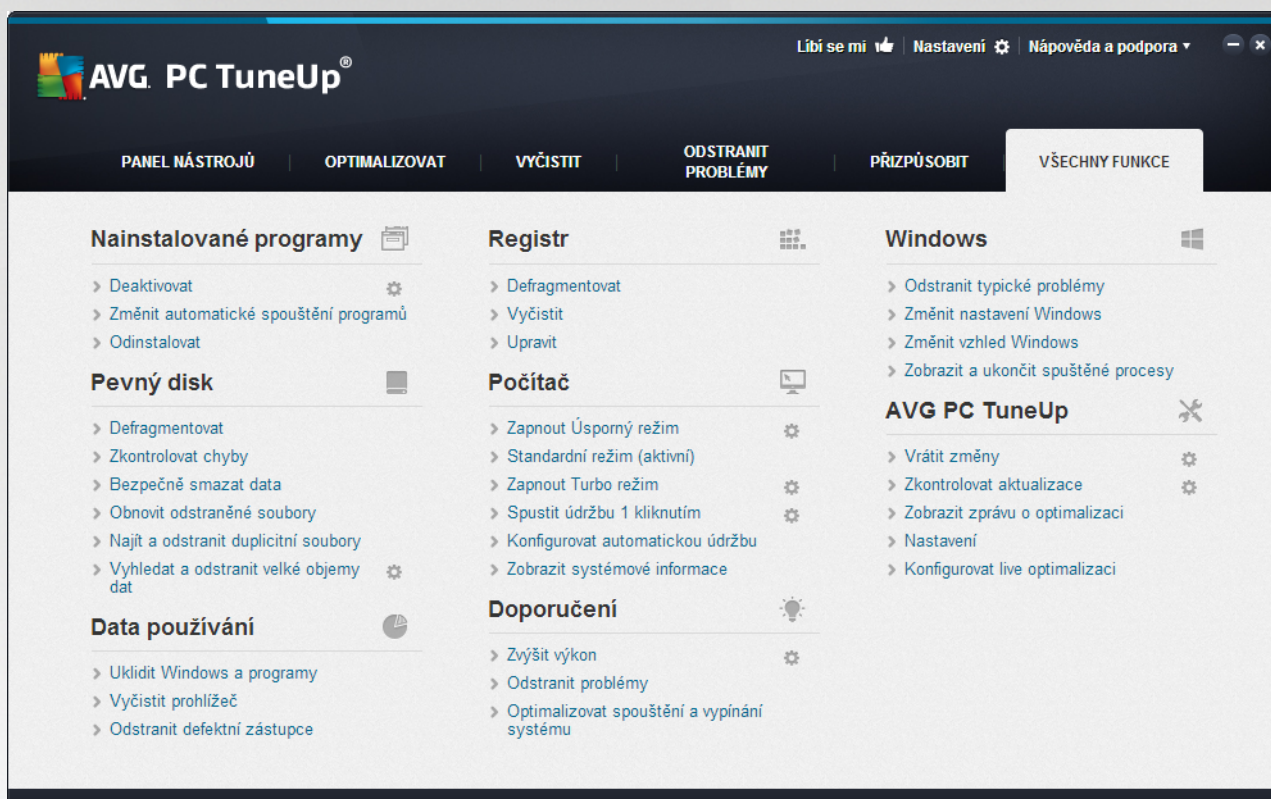 Líbí se mi Nastavení Nápověda a podpora
AVG. PC TuneUp®
PANEL NÁSTROJŮ OPTIMALIZOVAT VYČISTIT ODSTRANIT PROBLÉMY PŘIZPŮSOBIT VŠECHNY FUNKCE
Nainstalované programy
Deaktivovat
Změnit automatické spouštění programů
Odinstalovat
Pevný disk
Defragmentovat
Zkontrolovat chyby
Bezpečně smazat data
Obnovit odstraněné soubory
Najít a odstranit duplicitní soubory
Vyhledat a odstranit velké objemy
dat
Data používání
Uklidit Windows a programy
Vyčistit prohlížeč
Odstranit defektní zástupce
Registr
Defragmentovat
Vyčistit
Upravit
Počítač
Zapnout Úsporný režim
Standardní režim (aktivní)
Zapnout Turbo režim
Spustit údržbu 1 kliknutím
Konfigurovat automatickou údržbu
Zobrazit systémové informace
Doporučení
Zvýšit výkon
Odstranit problémy
Optimalizovat spouštění a vypínání
systému
Windows
Odstranit typické problémy
Změnit nastavení Windows
Změnit vzhled Windows
Zobrazit a ukončit spuštěné procesy
AVG PC TuneUp
Vrátit změny
Zkontrolovat aktualizace
Zobrazit zprávu o optimalizaci
Nastavení
Konfigurovat live optimalizaci